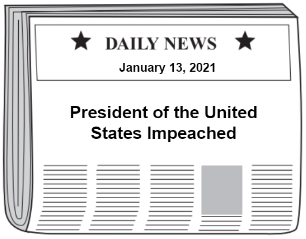 ★ DAILY NEWS ★
January 13, 2021
President of the United
States Impeached